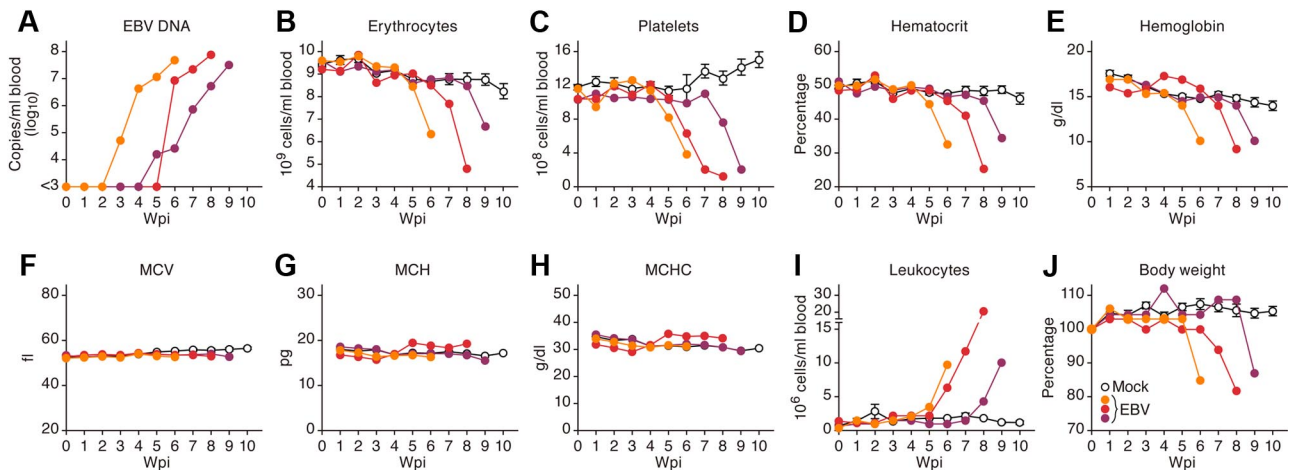 A EBV DNA
Copies/ml blood
(log10)
8
7
6
5
4
<3
0 1 2 3 4 5 6 7 8 9 10
Wpi
B Erythrocytes
10⁹ cells/ml blood
10
9
8
7
6
5
4
0 1 2 3 4 5 6 7 8 9 10
Wpi
C Platelets
10⁸ cells/ml blood
16
12
8
4
0
0 1 2 3 4 5 6 7 8 9 10
Wpi
D Hematocrit
Percentage
60
50
40
30
20
0 1 2 3 4 5 6 7 8 9 10
Wpi
E Hemoglobin
g/dl
20
15
10
5
0 1 2 3 4 5 6 7 8 9 10
Wpi
F MCV
fl
80
60
40
20
0 1 2 3 4 5 6 7 8 9 10
Wpi
G MCH
pg
30
20
10
0
0 1 2 3 4 5 6 7 8 9 10
Wpi
H MCHC
g/dl
50
40
30
20
10
0
0 1 2 3 4 5 6 7 8 9 10
Wpi
I Leukocytes
10⁶ cells/ml blood
30
20
15
10
5
0
0 1 2 3 4 5 6 7 8 9 10
Wpi
J Body weight
Percentage
110
100
90
80
70
0 1 2 3 4 5 6 7 8 9 10
Wpi
Mock
EBV